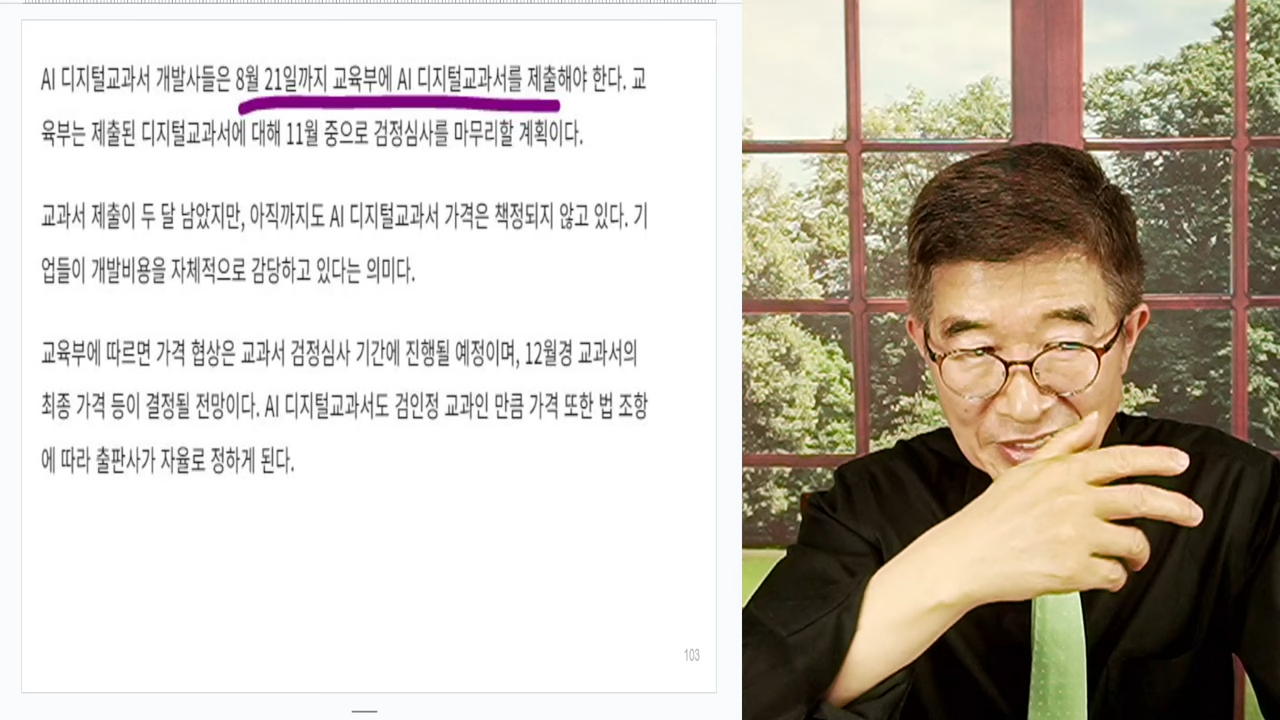 AI 디지털교과서 개발사들은 8월 21일까지 교육부에 AI 디지털교과서를 제출해야 한다. 교
육부는 제출된 디지털교과서에 대해 11월 중으로 검정심사를 마무리할 계획이다.
교과서 제출이 두 달 남았지만, 아직까지도 AI 디지털교과서 가격은 책정되지 않고 있다. 기
업들이 개발비용을 자체적으로 감당하고 있다는 의미다.
교육부에 따르면 가격 협상은 교과서 검정심사 기간에 진행될 예정이며, 12월경 교과서의
최종 가격 등이 결정될 전망이다. AI 디지털교과서도 검인정 교과인 만큼 가격 또한 법 조항
에 따라 출판사가 자율로 정하게 된다.
103